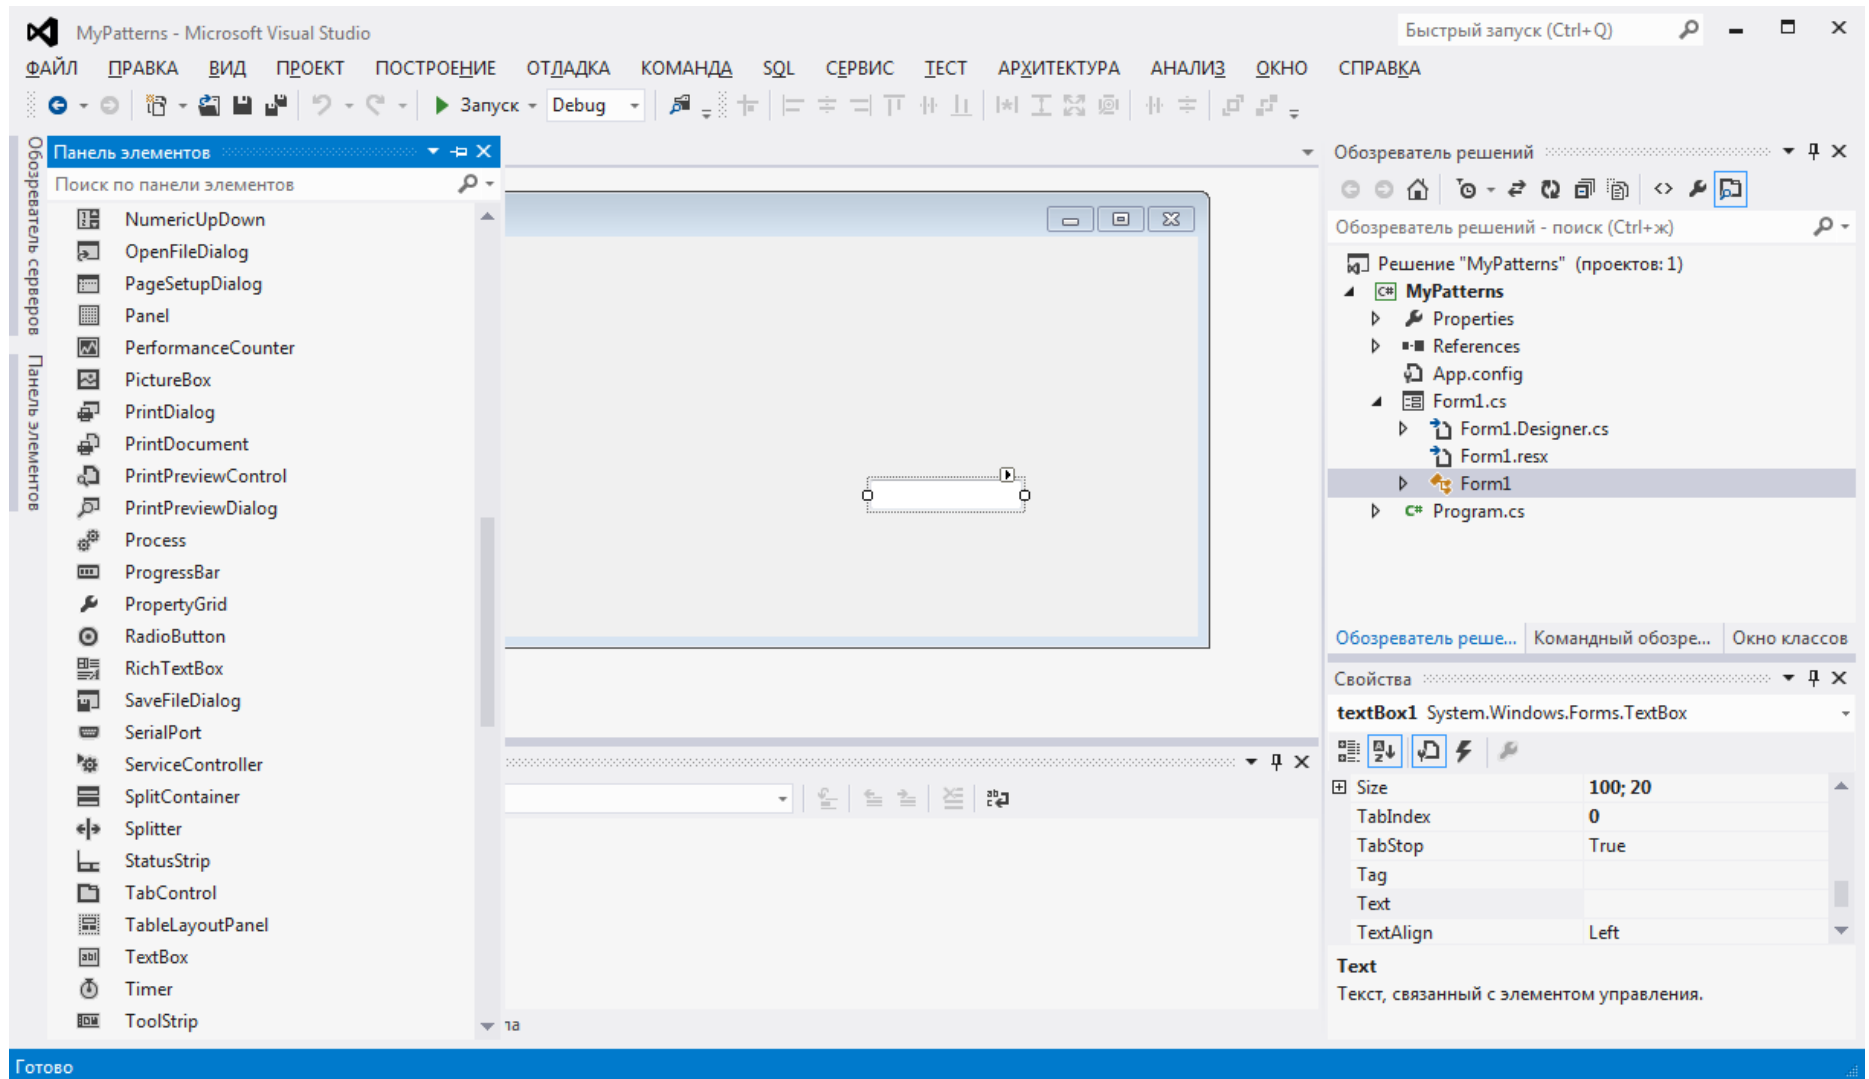 MyPatterns - Microsoft Visual Studio
Быстрый запуск (Ctrl+Q)
ФАЙЛ ПРАВКА ВИД ПРОЕКТ ПОСТРОЕНИЕ ОТЛАДКА КОМАНДА SQL СЕРВИС ТЕСТ АРХИТЕКТУРА АНАЛИЗ ОКНО СПРАВКА
Запуск Debug
Обозреватель серверов
Панель элементов
Панель элементов
Поиск по панели элементов
NumericUpDown
OpenFileDialog
PageSetupDialog
Panel
PerformanceCounter
PictureBox
PrintDialog
PrintDocument
PrintPreviewControl
PrintPreviewDialog
Process
ProgressBar
PropertyGrid
RadioButton
RichTextBox
SaveFileDialog
SerialPort
ServiceController
SplitContainer
Splitter
StatusStrip
TabControl
TableLayoutPanel
TextBox
Timer
ToolStrip
Обозреватель решений
Обозреватель решений - поиск (Ctrl+ж)
Решение "MyPatterns" (проектов: 1)
C# MyPatterns
Properties
References
App.config
Form1.cs
Form1.Designer.cs
Form1.resx
Form1
C# Program.cs
Обозреватель реше... Командный обозре... Окно классов
Свойства
textBox1 System.Windows.Forms.TextBox
Size 100; 20
TabIndex 0
TabStop True
Tag
Text
TextAlign Left
Text
Текст, связанный с элементом управления.
Готово